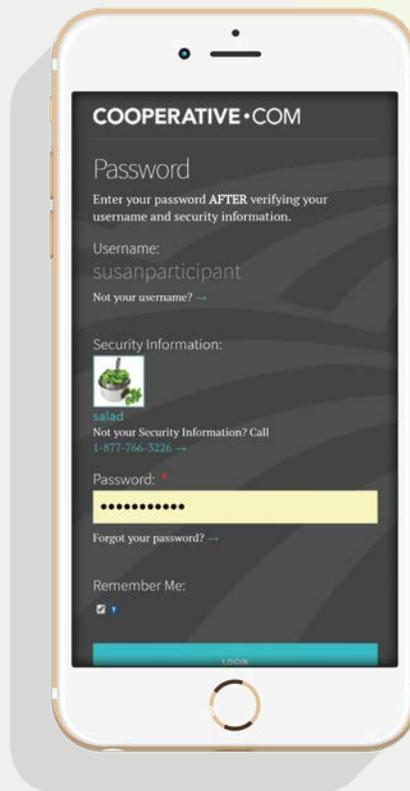 COOPERATIVE·COM
Password
Enter your password AFTER verifying your
username and security information.
Username:
susanparticipant
Not your username? →
Security Information:
salad
Not your Security Information? Call
1-877-766-3226 →
Password: *
•••••••••••
Forgot your password? →
Remember Me:
?
LOGIN